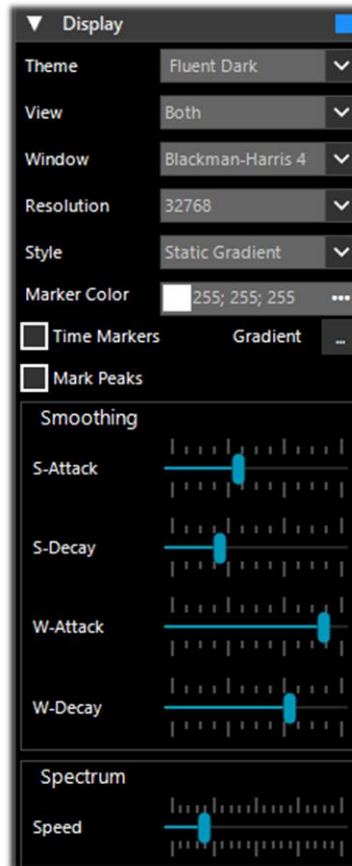 Display
Theme Fluent Dark
View Both
Window Blackman-Harris 4
Resolution 32768
Style Static Gradient
Marker Color 255; 255; 255 •••
Time Markers Gradient ...
Mark Peaks
Smoothing
S-Attack
S-Decay
W-Attack
W-Decay
Spectrum
Speed